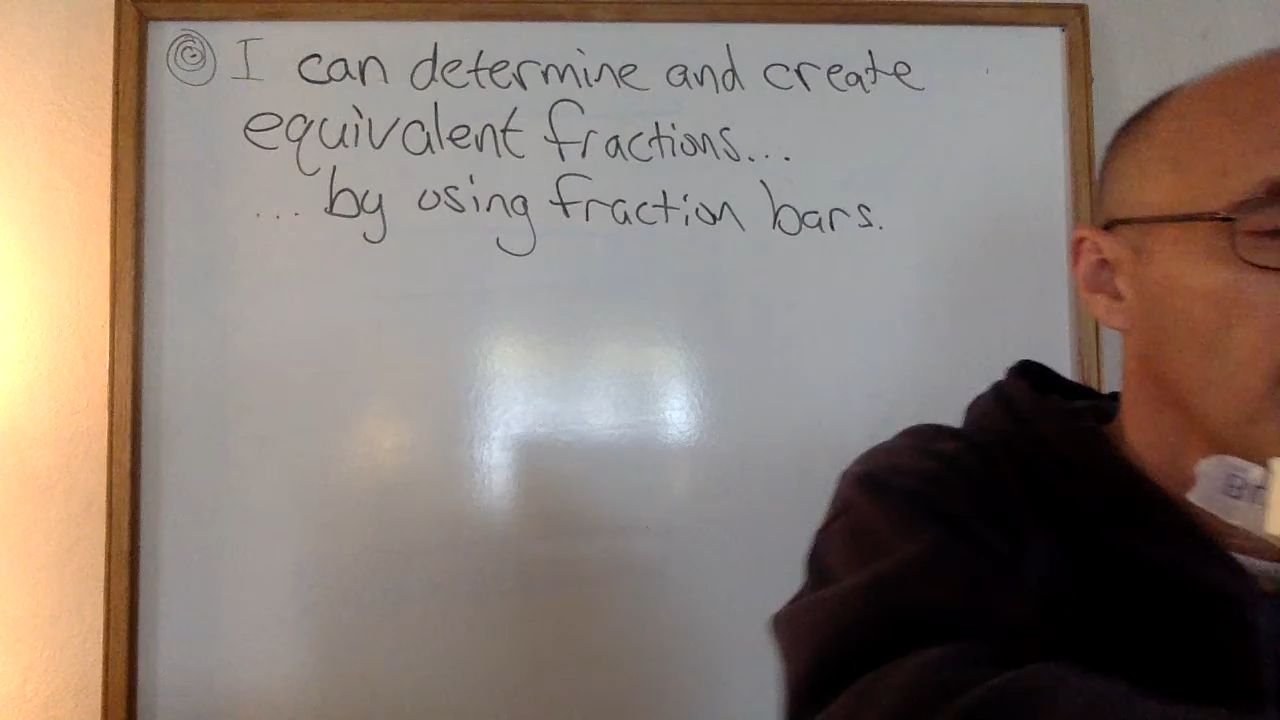 I can determine and create
equivalent fractions...
... by using fraction bars.